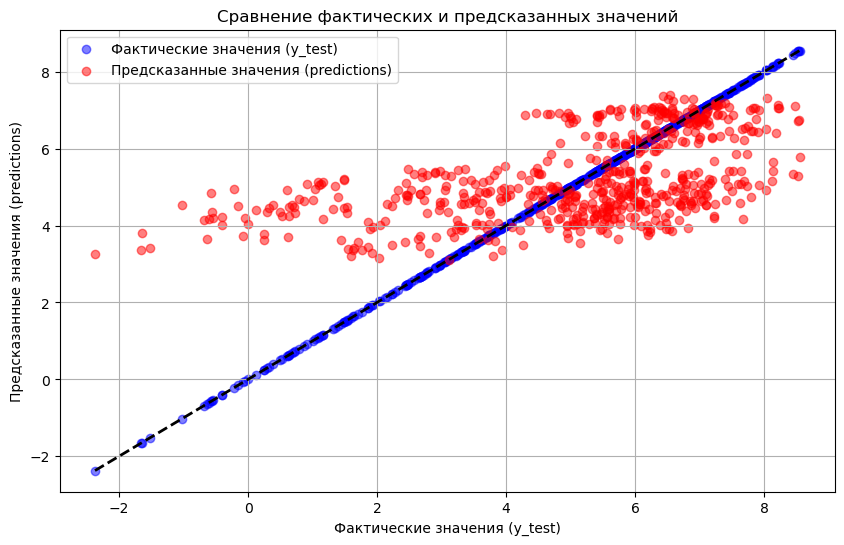 Сравнение фактических и предсказанных значений
Фактические значения (y_test)
Предсказанные значения (predictions)
Предсказанные значения (predictions)
8
6
4
2
0
−2
−2
0
2
4
6
8
Фактические значения (y_test)